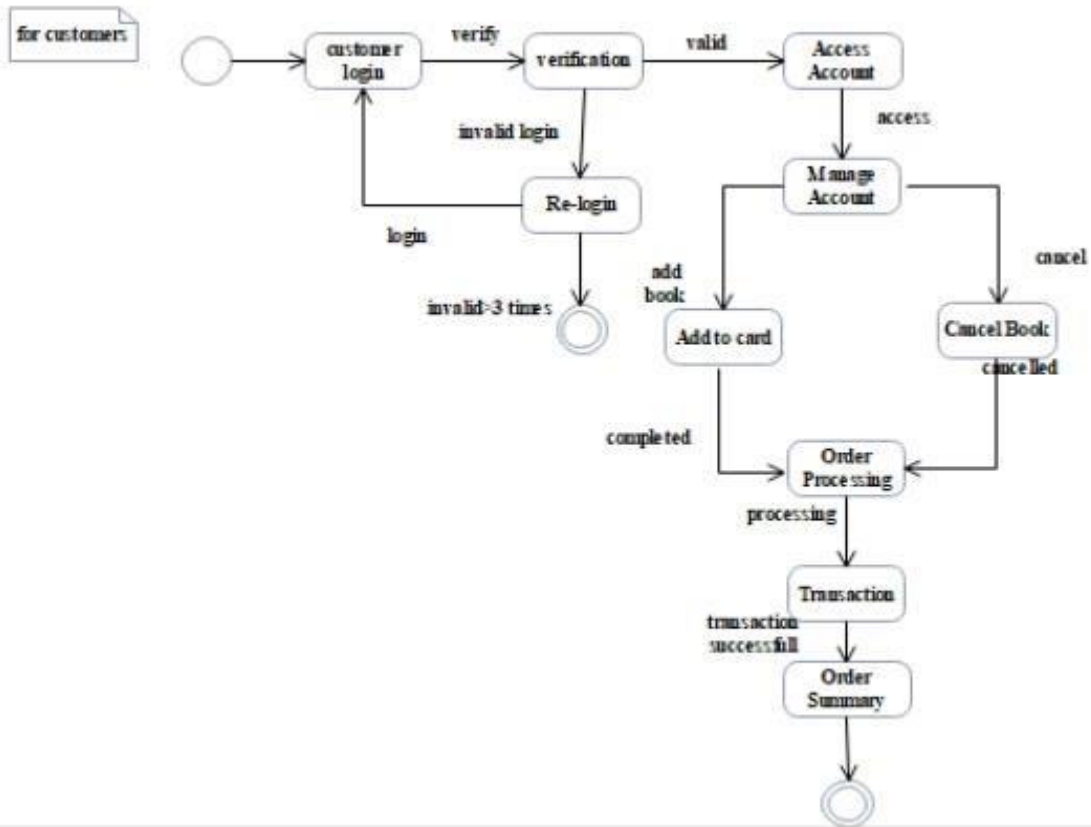 for customers
customer
login
verify
verification
valid
Access
Account
invalid login
access
Re-login
login
Manage
Account
invalid>3 times
add
book
cancel
Add to card
Cancel Book
cancelled
completed
Order
Processing
processing
Transaction
transaction
successfull
Order
Summary